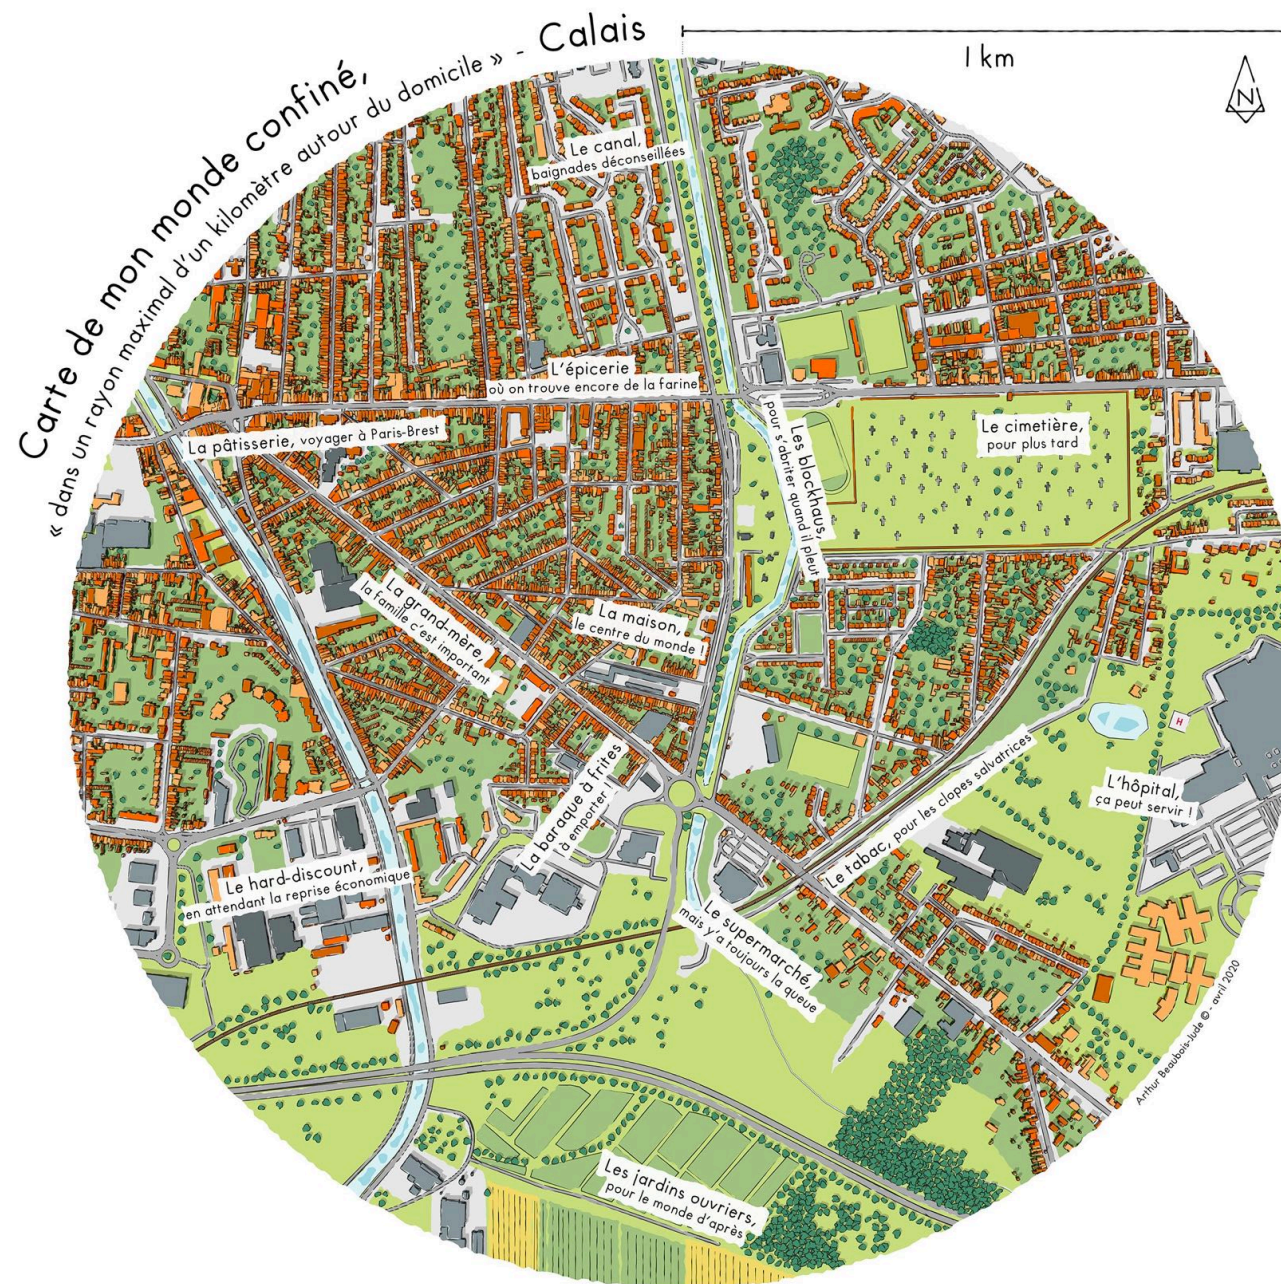 Carte de mon monde confiné,
« dans un rayon maximal d'un kilomètre autour du domicile » - Calais
1 km
N
Le canal,
baignades déconseillées
L'épicerie
où on trouve encore de la farine
La pâtisserie, voyager à Paris-Brest
Le cimetière,
pour plus tard
Les blockhaus,
pour s'abriter quand il pleut
La grand-mère,
la famille c'est important
La maison,
le centre du monde !
La baraque à frites
à emporter !
Le tabac, pour les clopes salvatrices
H
L'hôpital,
ça peut servir !
Le hard-discount,
en attendant la reprise économique
Le supermarché,
mais y'a toujours la queue
Les jardins ouvriers,
pour le monde d'après
Arthur Beaubois-Jude © - avril 2020